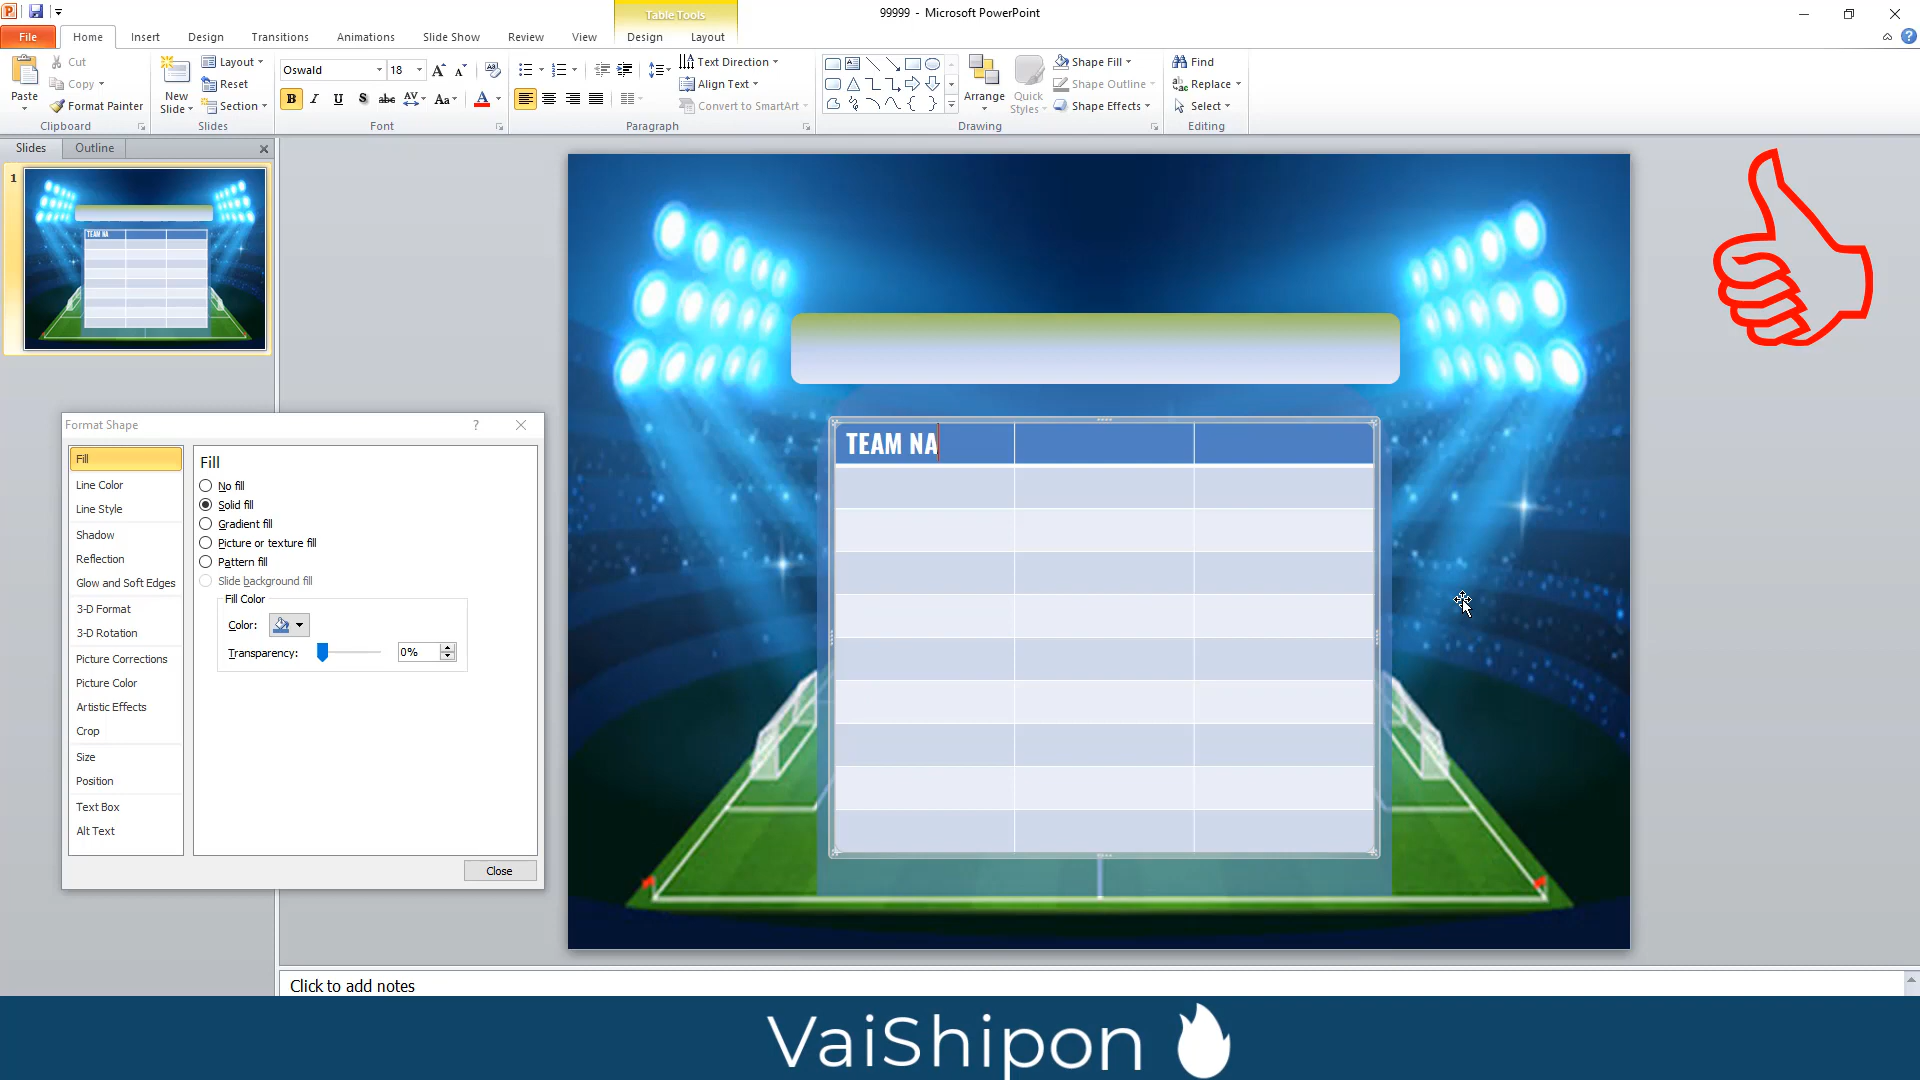 99999 - Microsoft PowerPoint
Table Tools
File Home Insert Design Transitions Animations Slide Show Review View Design Layout
Paste
Cut
Copy
Format Painter
Clipboard
New Slide
Layout
Reset
Section
Slides
Oswald 18
B I U S abc AV Aa A
Font
Text Direction
Align Text
Convert to SmartArt
Paragraph
Arrange
Quick Styles
Shape Fill
Shape Outline
Shape Effects
Drawing
Find
Replace
Select
Editing
Slides Outline
1
TEAM NA
Format Shape
Fill
Line Color
Line Style
Shadow
Reflection
Glow and Soft Edges
3-D Format
3-D Rotation
Picture Corrections
Picture Color
Artistic Effects
Crop
Size
Position
Text Box
Alt Text
Fill
No fill
Solid fill
Gradient fill
Picture or texture fill
Pattern fill
Slide background fill
Fill Color
Color:
Transparency: 0%
Close
TEAM NA
Click to add notes
VaiShipon